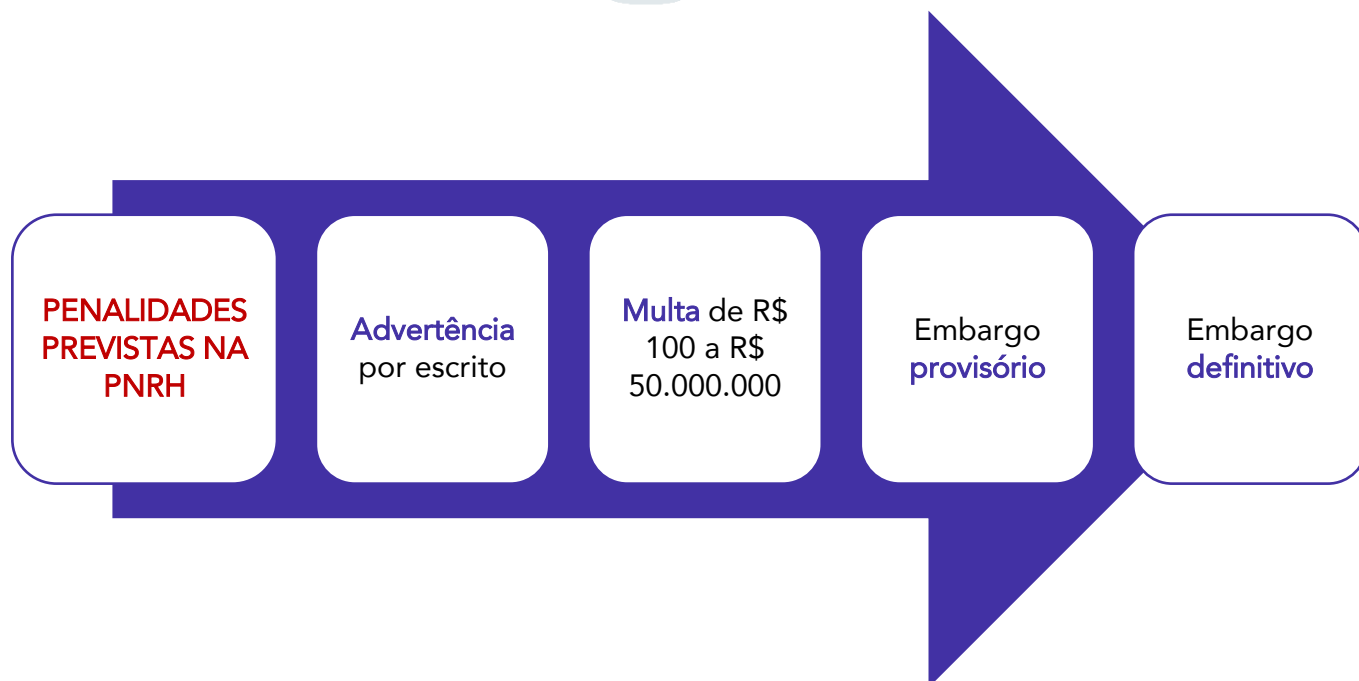 PENALIDADES
PREVISTAS NA
PNRH
Advertência
por escrito
Multa de R$
100 a R$
50.000.000
Embargo
provisório
Embargo
definitivo